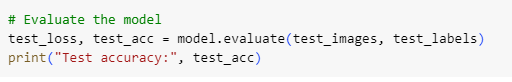 # Evaluate the model
test_loss, test_acc = model.evaluate(test_images, test_labels)
print("Test accuracy:", test_acc)